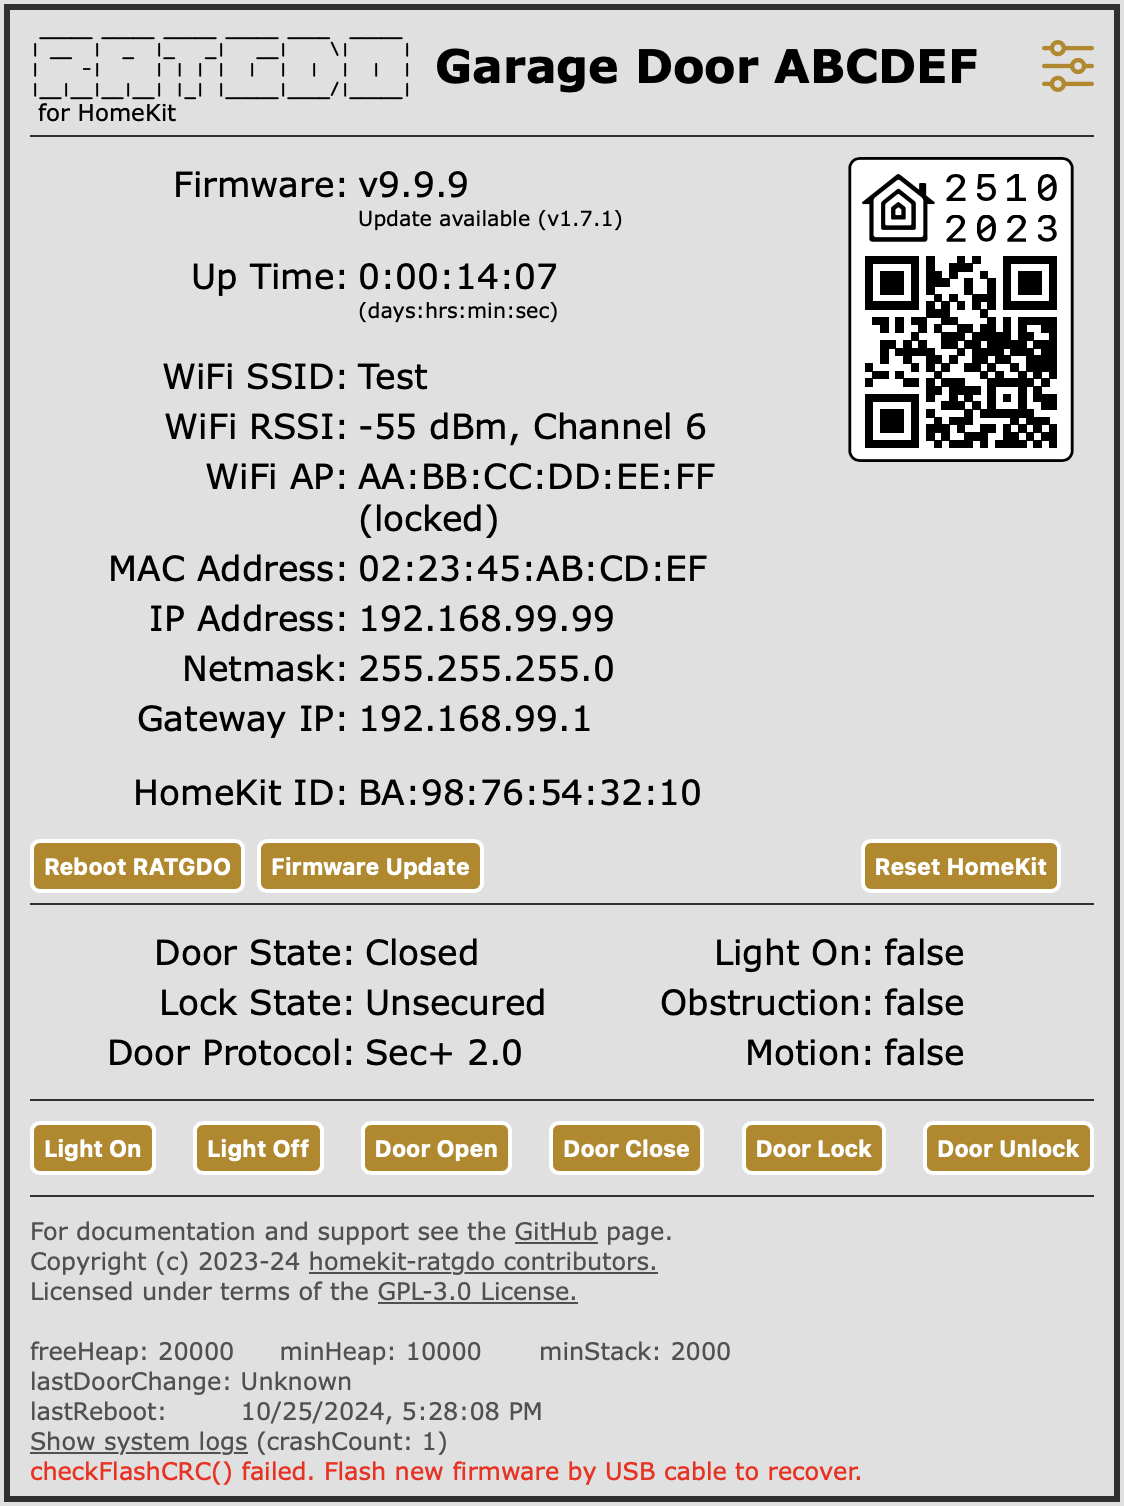 RATGDO
for HomeKit
Garage Door ABCDEF
Firmware: v9.9.9
Update available (v1.7.1)
Up Time: 0:00:14:07
(days:hrs:min:sec)
WiFi SSID: Test
WiFi RSSI: -55 dBm, Channel 6
WiFi AP: AA:BB:CC:DD:EE:FF
(locked)
MAC Address: 02:23:45:AB:CD:EF
IP Address: 192.168.99.99
Netmask: 255.255.255.0
Gateway IP: 192.168.99.1
HomeKit ID: BA:98:76:54:32:10
2510
2023
Reboot RATGDO Firmware Update Reset HomeKit
Door State: Closed Light On: false
Lock State: Unsecured Obstruction: false
Door Protocol: Sec+ 2.0 Motion: false
Light On Light Off Door Open Door Close Door Lock Door Unlock
For documentation and support see the GitHub page.
Copyright (c) 2023-24 homekit-ratgdo contributors.
Licensed under terms of the GPL-3.0 License.
freeHeap: 20000 minHeap: 10000 minStack: 2000
lastDoorChange: Unknown
lastReboot: 10/25/2024, 5:28:08 PM
Show system logs (crashCount: 1)
checkFlashCRC() failed. Flash new firmware by USB cable to recover.